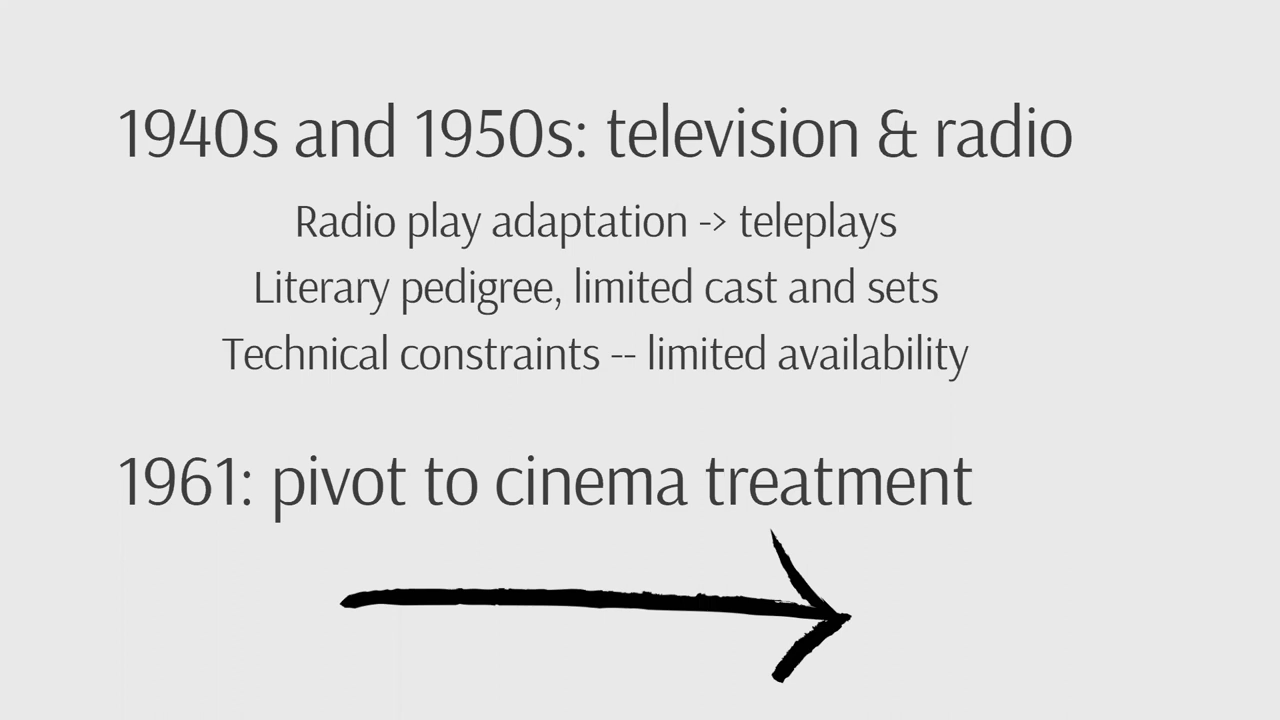 1940s and 1950s: television & radio
Radio play adaptation -> teleplays
Literary pedigree, limited cast and sets
Technical constraints -- limited availability
1961: pivot to cinema treatment